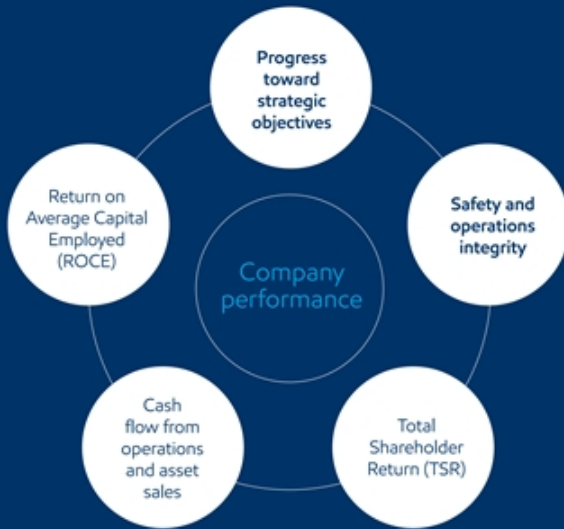 Progress
toward
strategic
objectives
Return on
Average Capital
Employed
(ROCE)
Safety and
operations
integrity
Company
performance
Cash
flow from
operations
and asset
sales
Total
Shareholder
Return (TSR)